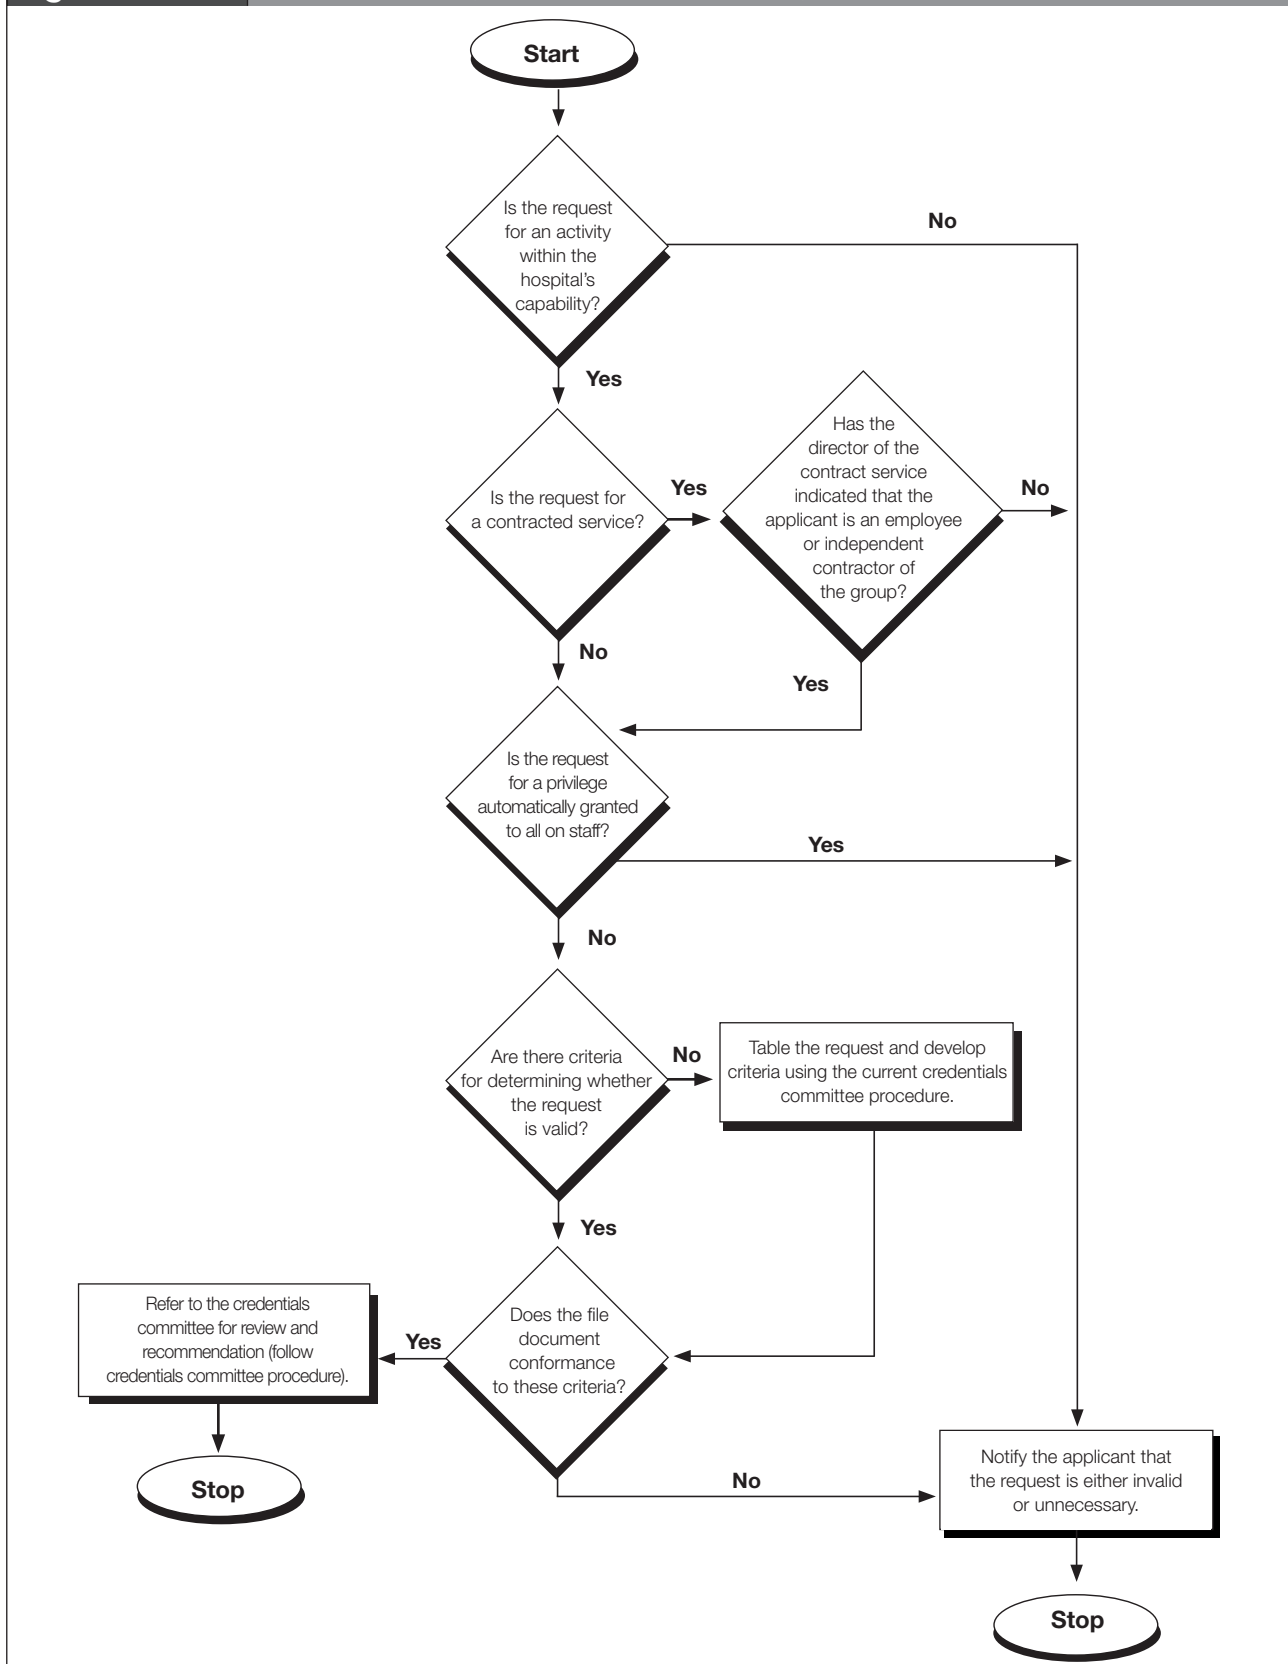 Start
Is the request
for an activity
within the
hospital's
capability?
No
Yes
Is the request for
a contracted service?
Yes
Has the
director of the
contract service
indicated that the
applicant is an employee
or independent
contractor of
the group?
No
No
Yes
Is the request
for a privilege
automatically granted
to all on staff?
Yes
No
Are there criteria
for determining whether
the request
is valid?
No
Table the request and develop
criteria using the current credentials
committee procedure.
Yes
Does the file
document
conformance
to these criteria?
Yes
Refer to the credentials
committee for review and
recommendation (follow
credentials committee procedure).
Stop
No
Notify the applicant that
the request is either invalid
or unnecessary.
Stop